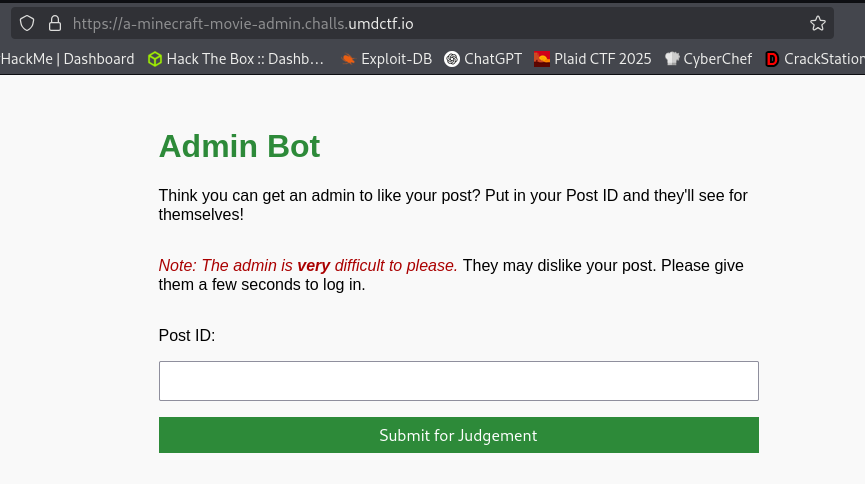 https://a-minecraft-movie-admin.challs.umdctf.io
HackMe | Dashboard Hack The Box :: Dashb… Exploit-DB ChatGPT Plaid CTF 2025 CyberChef CrackStation
Admin Bot
Think you can get an admin to like your post? Put in your Post ID and they'll see for
themselves!
Note: The admin is very difficult to please. They may dislike your post. Please give
them a few seconds to log in.
Post ID:
Submit for Judgement